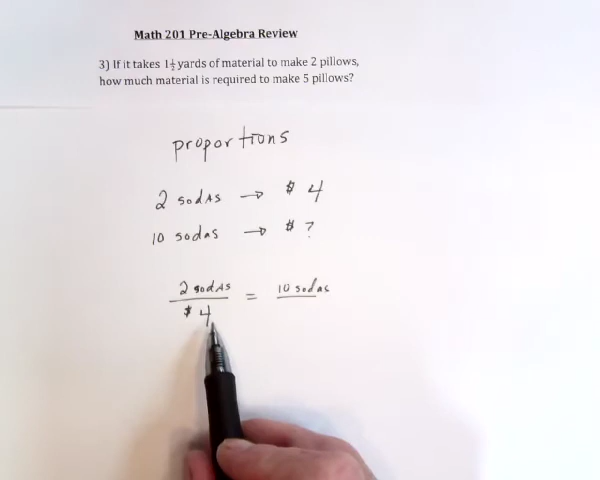 Math 201 Pre-Algebra Review
3) If it takes 1½ yards of material to make 2 pillows,
how much material is required to make 5 pillows?
proportions
2 sodAs → $ 4
10 sodas → $ ?
2 sodAs = 10 sodas
$ 4